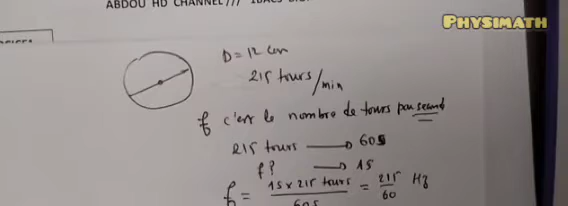 ABDOU HD CHANNEL///
PHYSIMATH
D = 12 cm
215 tours/min
f c'est le nombre de tours par second
215 tours → 60s
f? → 1s
f = 1s x 215 tours / 60s = 215/60 Hz